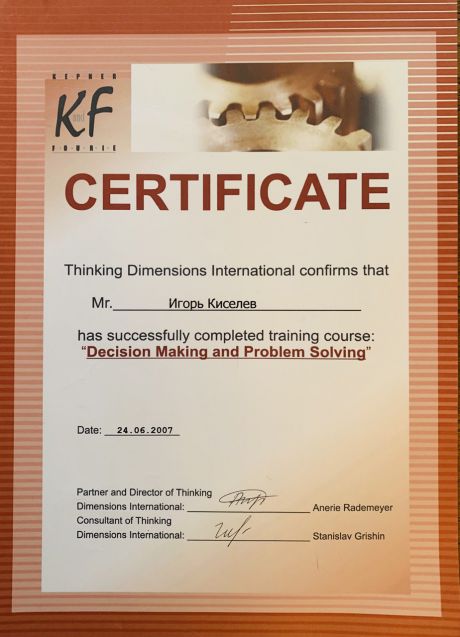 KEPNER
K and F
FOURIE
CERTIFICATE
Thinking Dimensions International confirms that
Mr. Игорь Киселев
has successfully completed training course:
“Decision Making and Problem Solving”
Date: 24.06.2007
Partner and Director of Thinking
Dimensions International: Anerie Rademeyer
Consultant of Thinking
Dimensions International: Stanislav Grishin